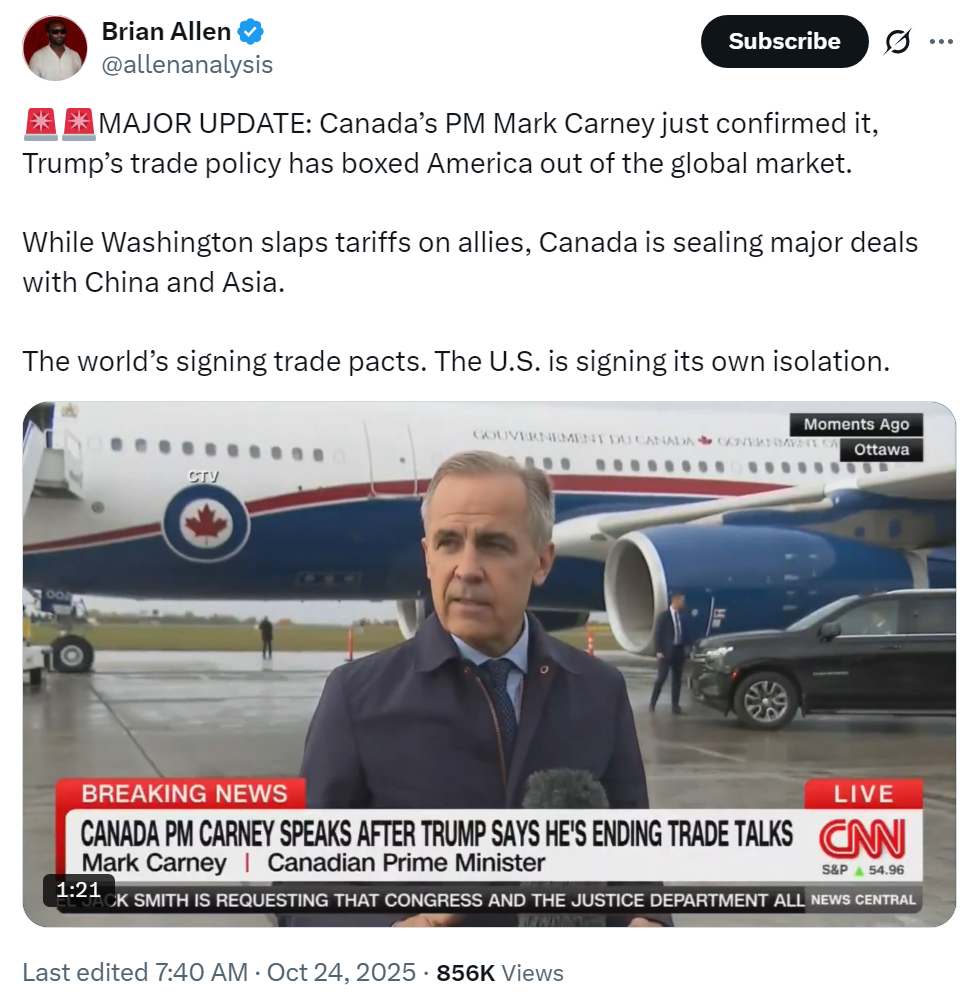 Brian Allen
@allenanalysis
Subscribe
🚨🚨MAJOR UPDATE: Canada’s PM Mark Carney just confirmed it,
Trump’s trade policy has boxed America out of the global market.
While Washington slaps tariffs on allies, Canada is sealing major deals
with China and Asia.
The world’s signing trade pacts. The U.S. is signing its own isolation.
Moments Ago
Ottawa
GOUVERNEMENT DU CANADA
CTV
BREAKING NEWS
LIVE
CANADA PM CARNEY SPEAKS AFTER TRUMP SAYS HE'S ENDING TRADE TALKS
Mark Carney | Canadian Prime Minister
CNN
S&P ▲ 54.96
1:21
JACK SMITH IS REQUESTING THAT CONGRESS AND THE JUSTICE DEPARTMENT ALL
NEWS CENTRAL
Last edited 7:40 AM · Oct 24, 2025 · 856K Views